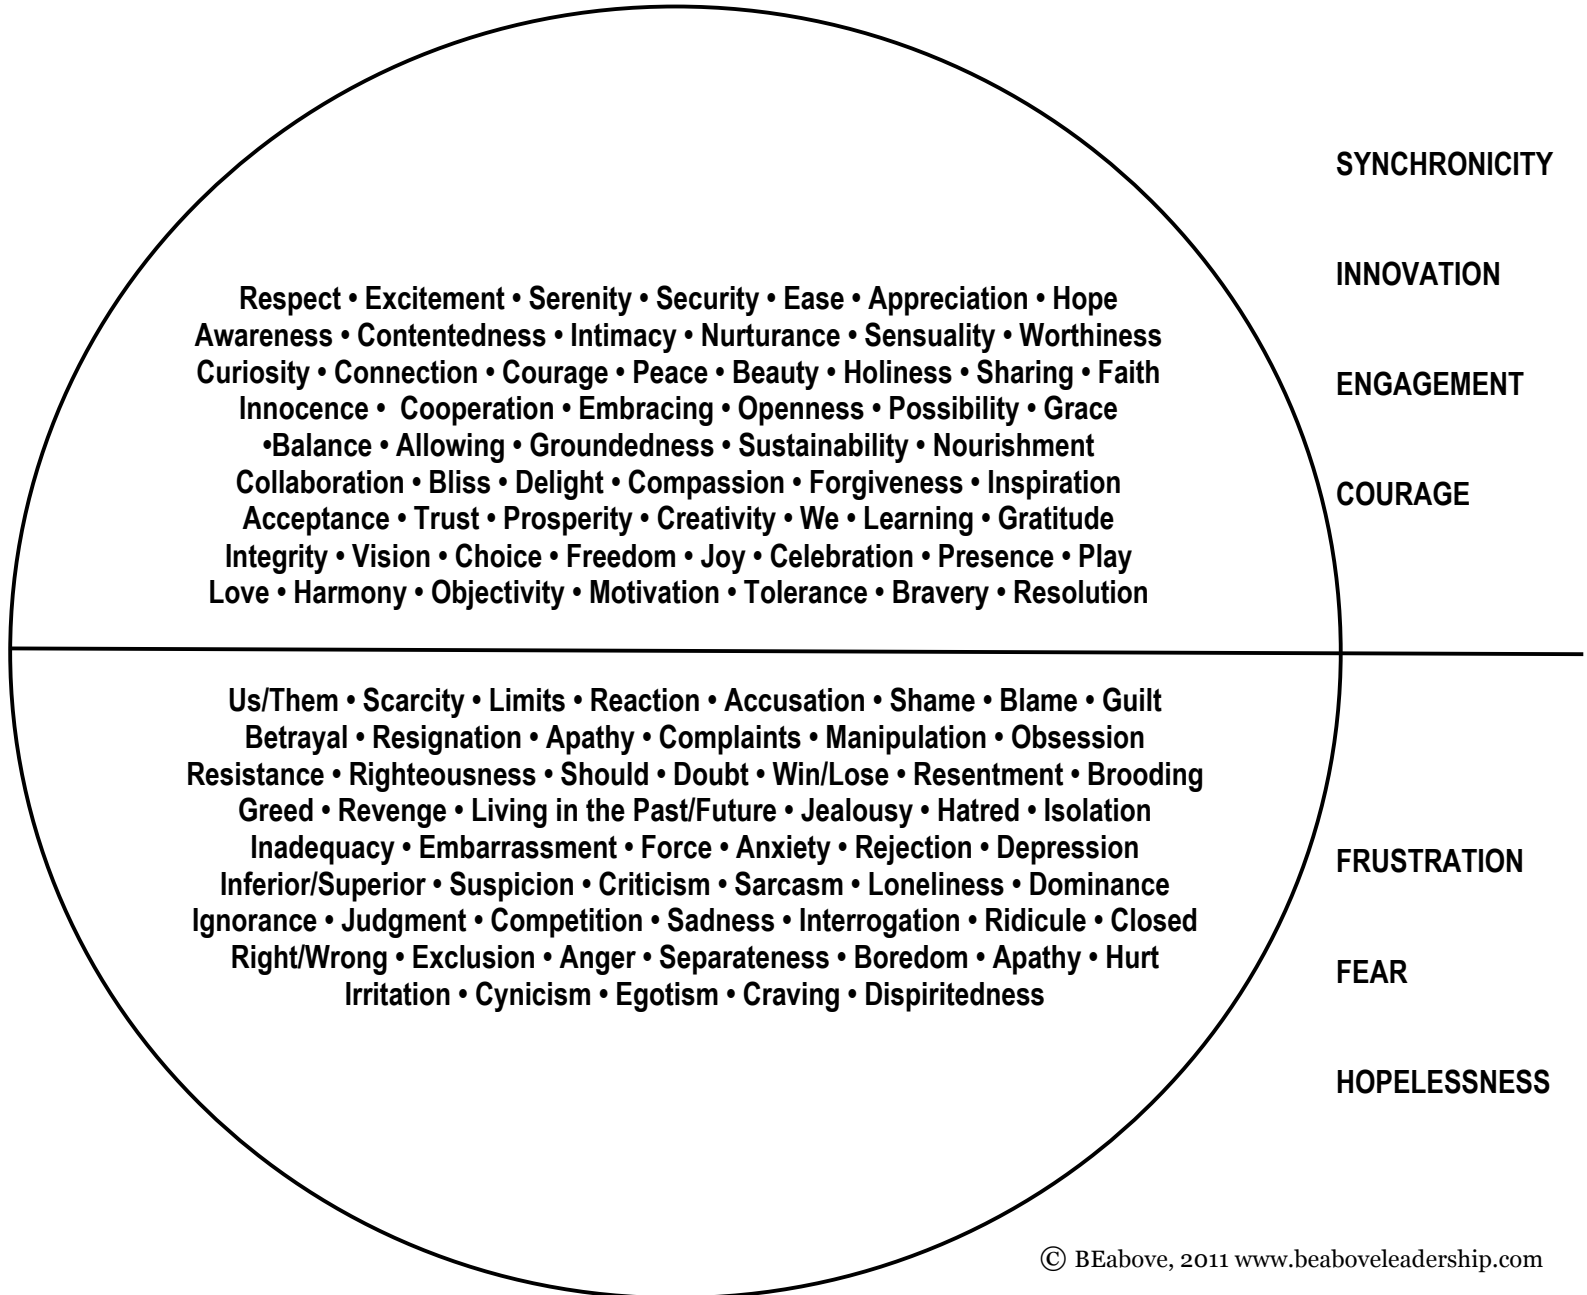 SYNCHRONICITY
INNOVATION
Respect • Excitement • Serenity • Security • Ease • Appreciation • Hope
Awareness • Contentedness • Intimacy • Nurturance • Sensuality • Worthiness
Curiosity • Connection • Courage • Peace • Beauty • Holiness • Sharing • Faith
ENGAGEMENT
Innocence • Cooperation • Embracing • Openness • Possibility • Grace
•Balance • Allowing • Groundedness • Sustainability • Nourishment
Collaboration • Bliss • Delight • Compassion • Forgiveness • Inspiration
COURAGE
Acceptance • Trust • Prosperity • Creativity • We • Learning • Gratitude
Integrity • Vision • Choice • Freedom • Joy • Celebration • Presence • Play
Love • Harmony • Objectivity • Motivation • Tolerance • Bravery • Resolution
Us/Them • Scarcity • Limits • Reaction • Accusation • Shame • Blame • Guilt
Betrayal • Resignation • Apathy • Complaints • Manipulation • Obsession
Resistance • Righteousness • Should • Doubt • Win/Lose • Resentment • Brooding
Greed • Revenge • Living in the Past/Future • Jealousy • Hatred • Isolation
Inadequacy • Embarrassment • Force • Anxiety • Rejection • Depression
FRUSTRATION
Inferior/Superior • Suspicion • Criticism • Sarcasm • Loneliness • Dominance
Ignorance • Judgment • Competition • Sadness • Interrogation • Ridicule • Closed
Right/Wrong • Exclusion • Anger • Separateness • Boredom • Apathy • Hurt
FEAR
Irritation • Cynicism • Egotism • Craving • Dispiritedness
HOPELESSNESS
© BEabove, 2011 www.beaboveleadership.com